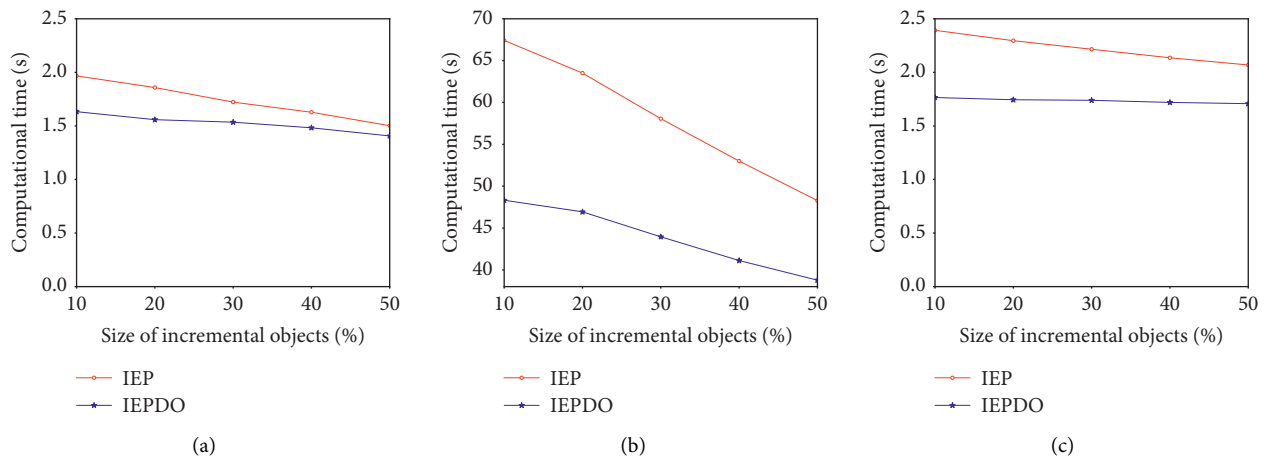 2.5
2.0
1.5
1.0
0.5
0.0
Computational time (s)
10 20 30 40 50
Size of incremental objects (%)
IEP
IEPDO
(a)
70
65
60
55
50
45
40
Computational time (s)
10 20 30 40 50
Size of incremental objects (%)
IEP
IEPDO
(b)
2.5
2.0
1.5
1.0
0.5
0.0
Computational time (s)
10 20 30 40 50
Size of incremental objects (%)
IEP
IEPDO
(c)